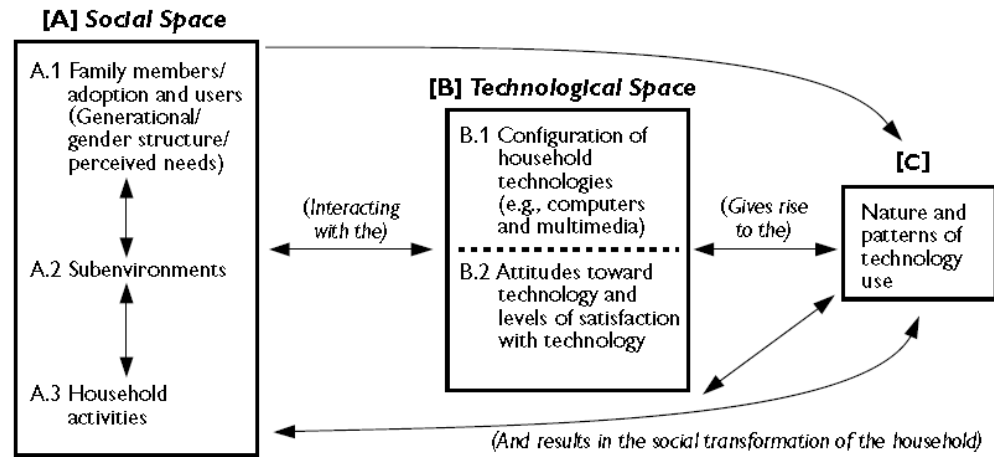 [A] Social Space
A.1 Family members/
adoption and users
(Generational/
gender structure/
perceived needs)
A.2 Subenvironments
A.3 Household
activities
(Interacting
with the)
[B] Technological Space
B.1 Configuration of
household
technologies
(e.g., computers
and multimedia)
B.2 Attitudes toward
technology and
levels of satisfaction
with technology
(Gives rise
to the)
[C]
Nature and
patterns of
technology
use
(And results in the social transformation of the household)